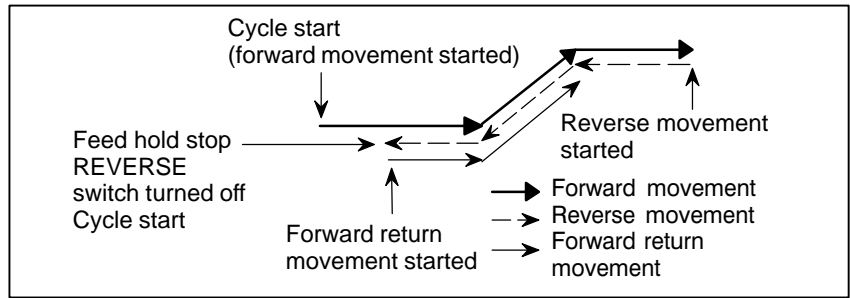 Cycle start
(forward movement started)
Feed hold stop
REVERSE
switch turned off
Cycle start
Reverse movement
started
Forward return
movement started
Forward movement
Reverse movement
Forward return
movement